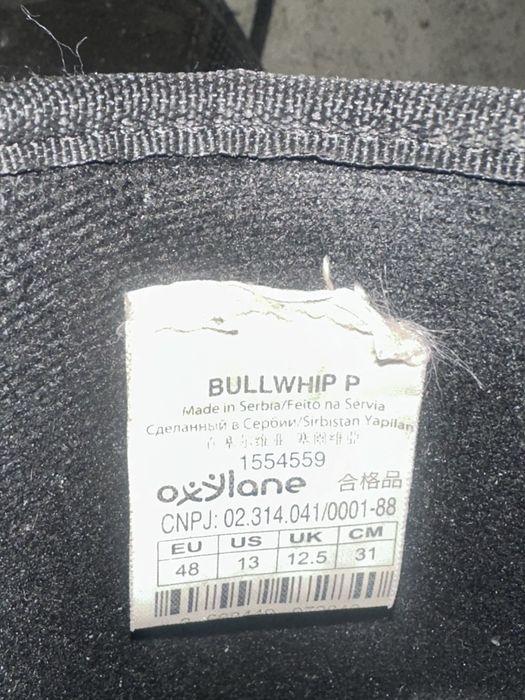 BULLWHIP P
Made in Serbia/Feito na Servia
Сделанный в Сербии/Sirbistan Yapilan
1554559
oxylane 合格品
CNPJ: 02.314.041/0001-88
EU US UK CM
48 13 12.5 31